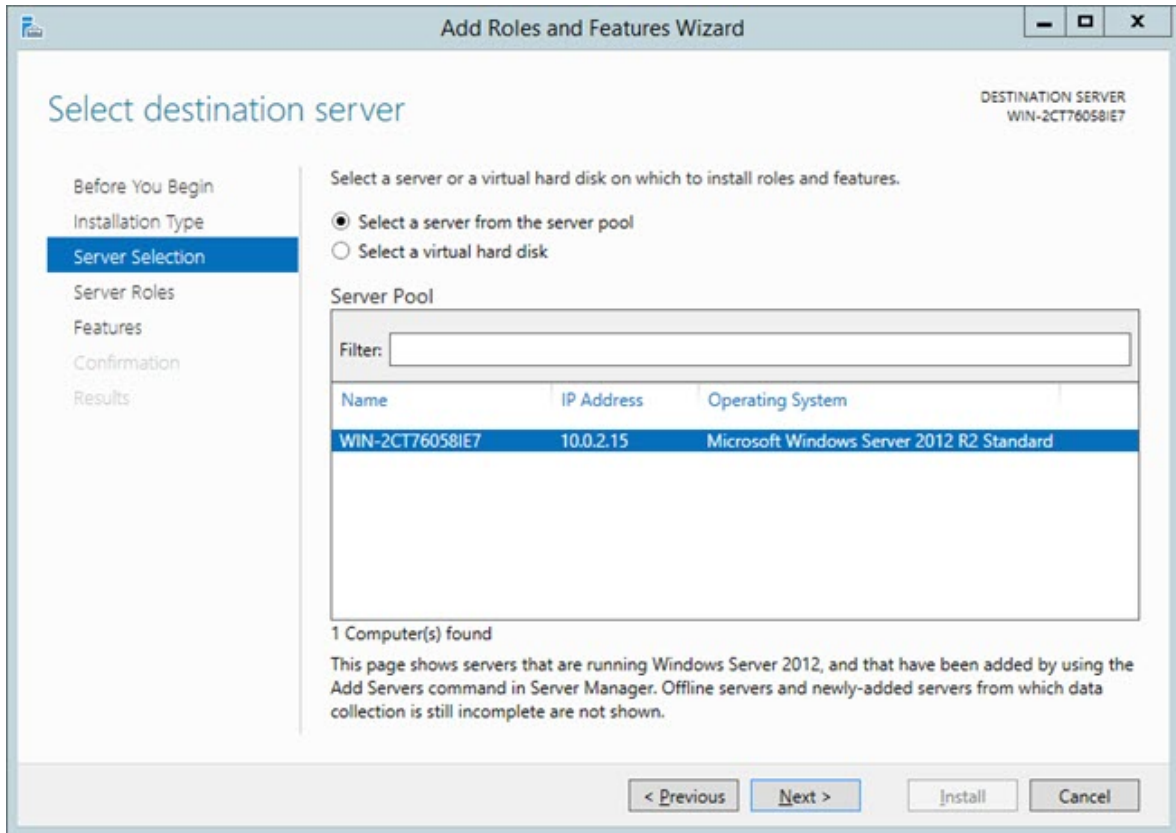 Add Roles and Features Wizard
Select destination server
DESTINATION SERVER
WIN-2CT76058IE7
Before You Begin
Installation Type
Server Selection
Server Roles
Features
Confirmation
Results
Select a server or a virtual hard disk on which to install roles and features.
Select a server from the server pool
Select a virtual hard disk
Server Pool
Filter:
Name IP Address Operating System
WIN-2CT76058IE7 10.0.2.15 Microsoft Windows Server 2012 R2 Standard
1 Computer(s) found
This page shows servers that are running Windows Server 2012, and that have been added by using the
Add Servers command in Server Manager. Offline servers and newly-added servers from which data
collection is still incomplete are not shown.
< Previous Next > Install Cancel